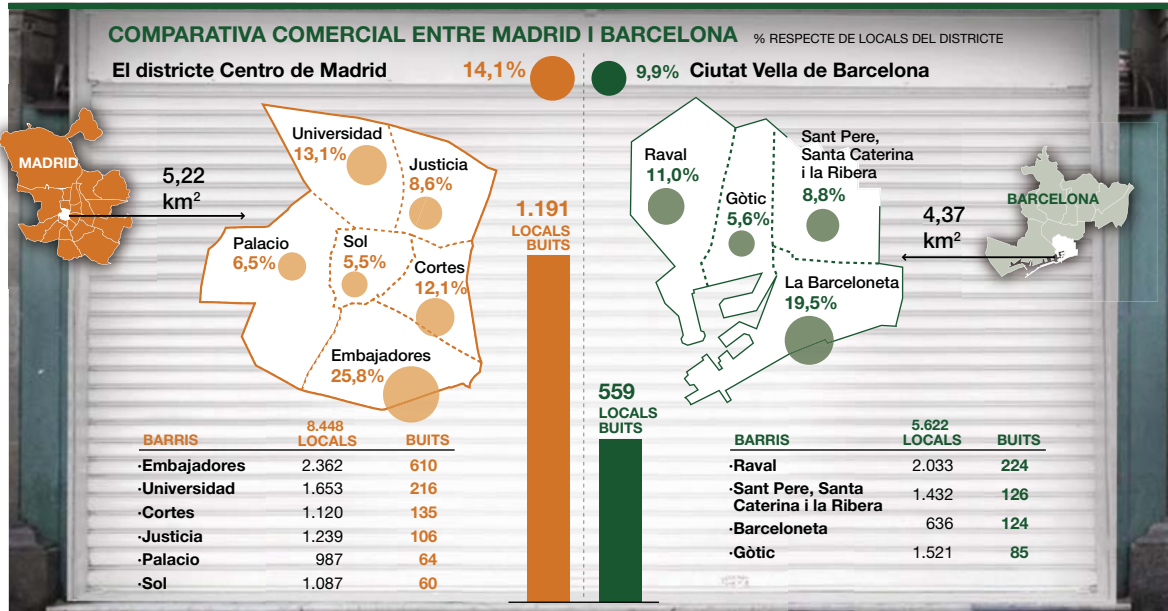 COMPARATIVA COMERCIAL ENTRE MADRID I BARCELONA % RESPECTE DE LOCALS DEL DISTRICTE
El districte Centro de Madrid 14,1%
9,9% Ciutat Vella de Barcelona
MADRID
5,22
km²
Universidad
13,1%
Justicia
8,6%
Palacio
6,5%
Sol
5,5%
Cortes
12,1%
Embajadores
25,8%
1.191
LOCALS
BUITS
559
LOCALS
BUITS
Raval
11,0%
Gòtic
5,6%
Sant Pere,
Santa Caterina
i la Ribera
8,8%
La Barceloneta
19,5%
4,37
km²
BARCELONA
8.448
BARRIS LOCALS BUITS
·Embajadores 2.362 610
·Universidad 1.653 216
·Cortes 1.120 135
·Justicia 1.239 106
·Palacio 987 64
·Sol 1.087 60
5.622
BARRIS LOCALS BUITS
·Raval 2.033 224
·Sant Pere, Santa
Caterina i la Ribera 1.432 126
·Barceloneta 636 124
·Gòtic 1.521 85